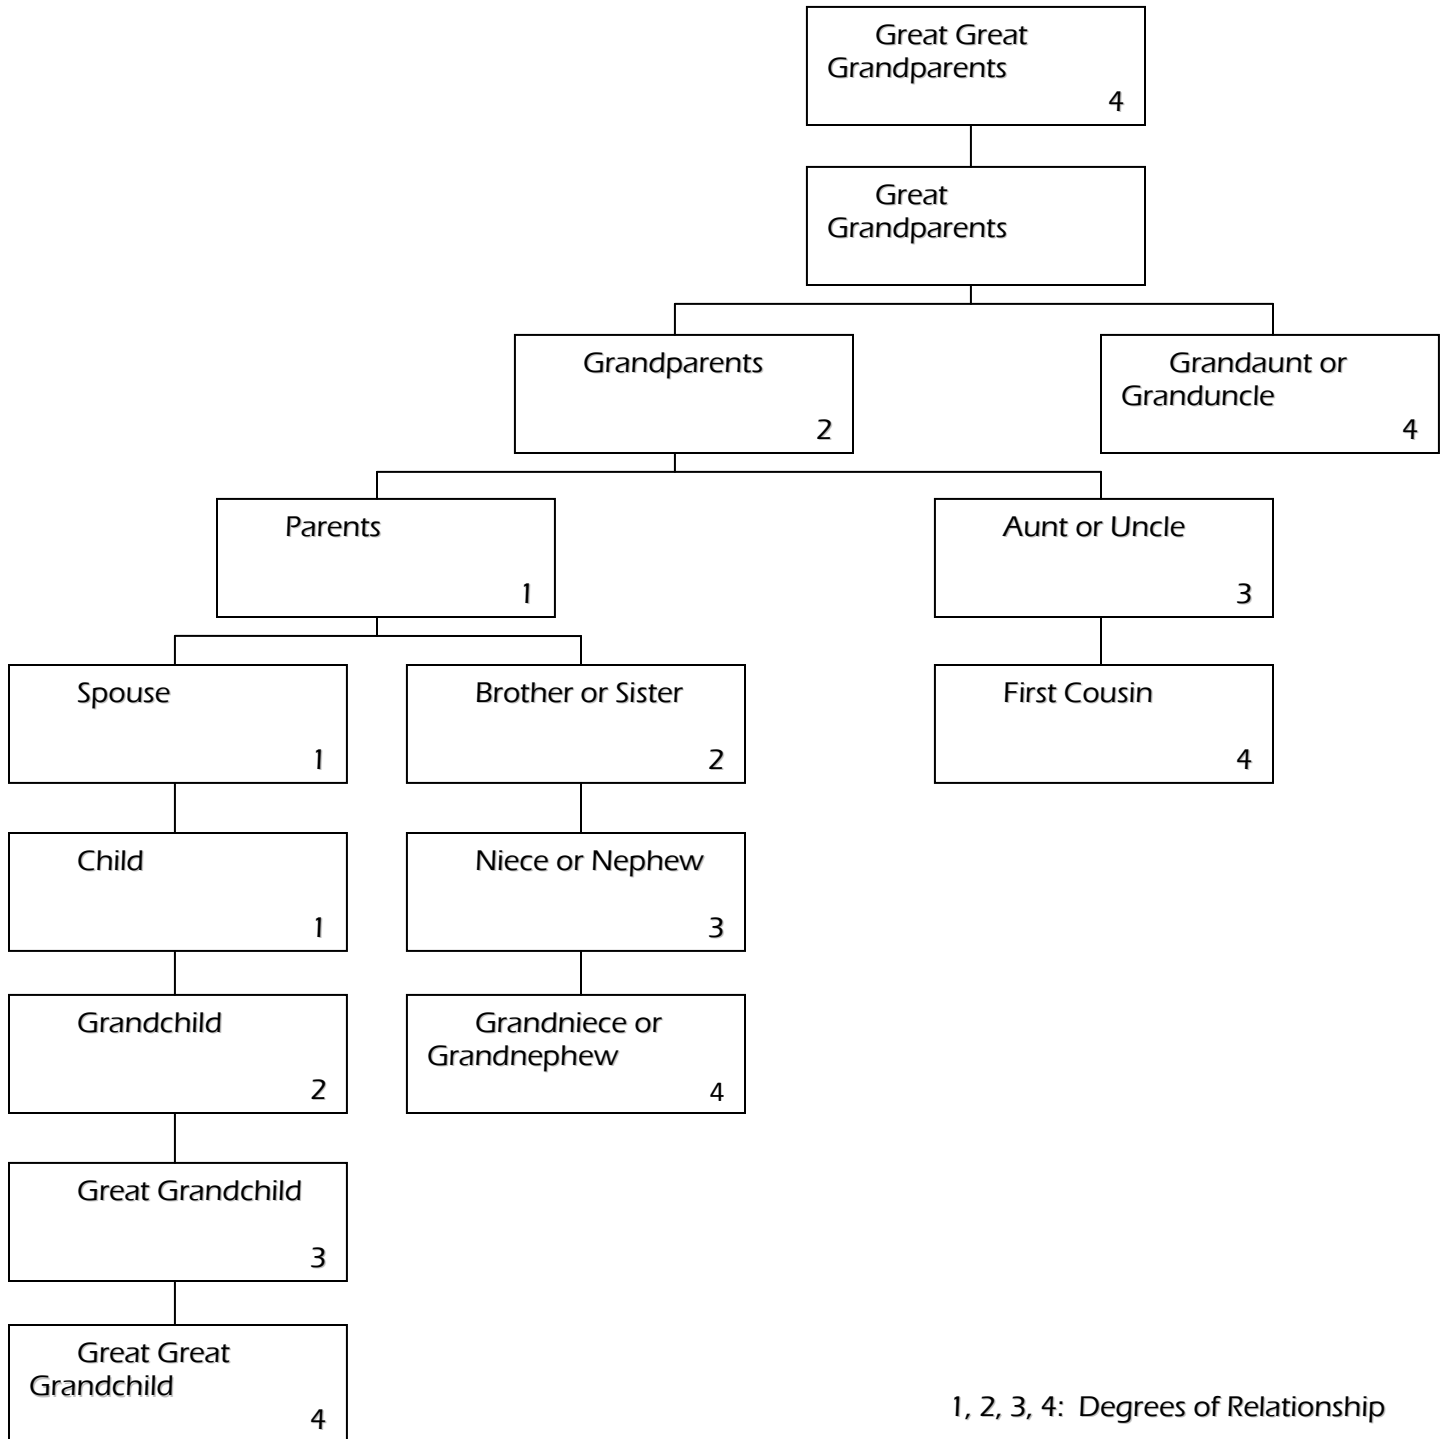 Great Great
Grandparents
4
Great
Grandparents
Grandparents
2
Grandaunt or
Granduncle
4
Parents
1
Aunt or Uncle
3
Spouse
1
Brother or Sister
2
First Cousin
4
Child
1
Niece or Nephew
3
Grandchild
2
Grandniece or
Grandnephew
4
Great Grandchild
3
Great Great
Grandchild
4
1, 2, 3, 4: Degrees of Relationship